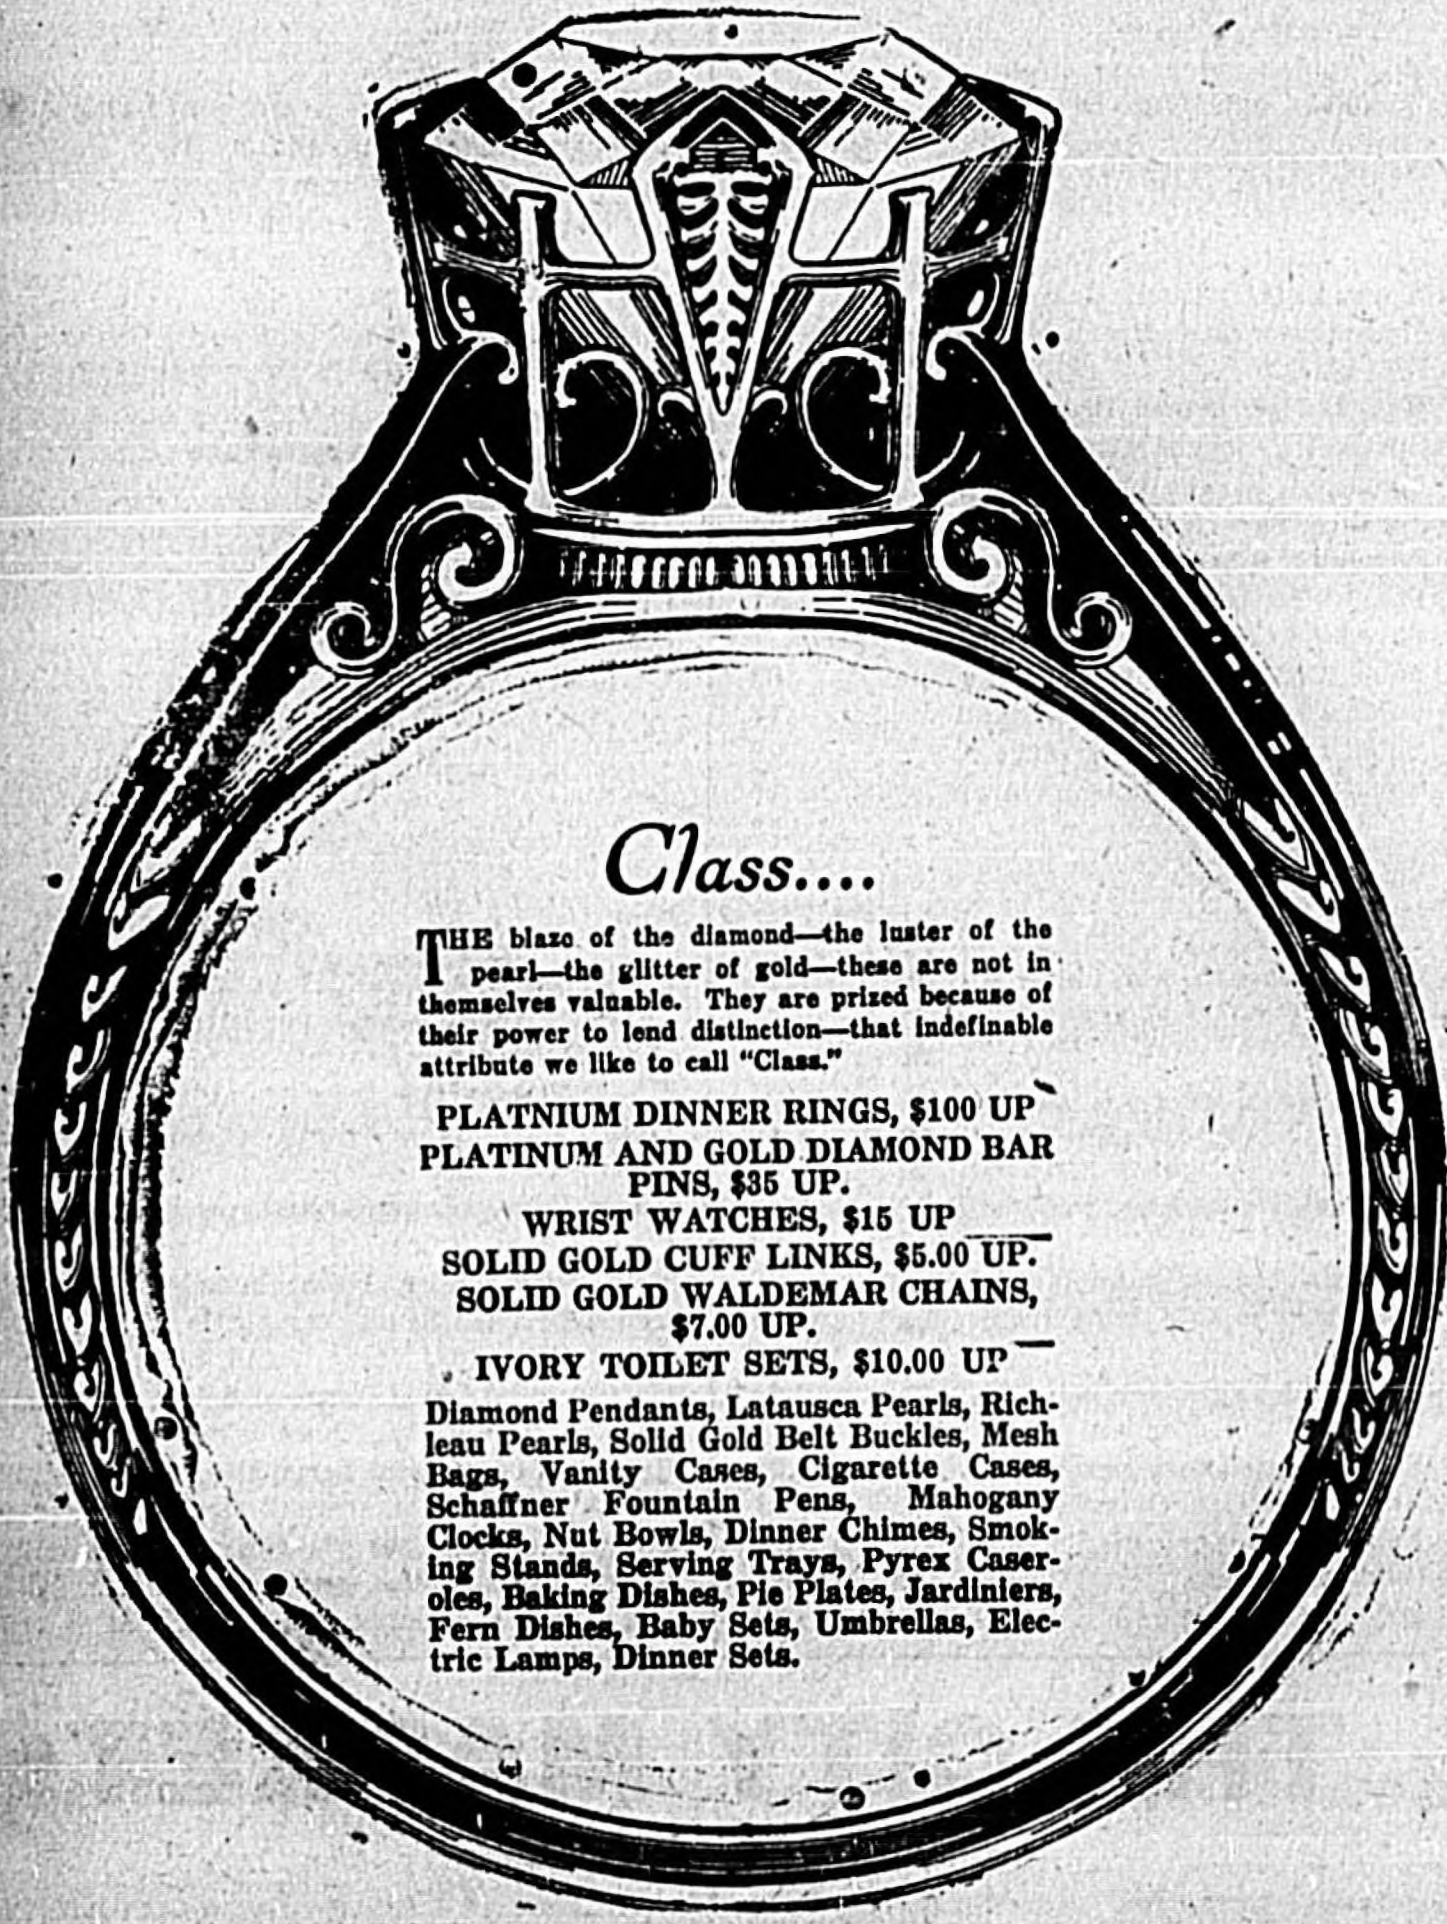 Class....
THE blaze of the diamond—the luster of the
pearl—the glitter of gold—these are not in
themselves valuable. They are prized because of
their power to lend distinction—that indefinable
attribute we like to call "Class."
PLATNIUM DINNER RINGS, $100 UP
PLATINUM AND GOLD DIAMOND BAR
PINS, $35 UP.
WRIST WATCHES, $15 UP
SOLID GOLD CUFF LINKS, $5.00 UP.
SOLID GOLD WALDEMAR CHAINS,
$7.00 UP.
IVORY TOILET SETS, $10.00 UP
Diamond Pendants, Latausca Pearls, Rich-
leau Pearls, Solid Gold Belt Buckles, Mesh
Bags, Vanity Cases, Cigarette Cases,
Schaffner Fountain Pens, Mahogany
Clocks, Nut Bowls, Dinner Chimes, Smok-
ing Stands, Serving Trays, Pyrex Caser-
oles, Baking Dishes, Pie Plates, Jardiniers,
Fern Dishes, Baby Sets, Umbrellas, Elec-
tric Lamps, Dinner Sets.